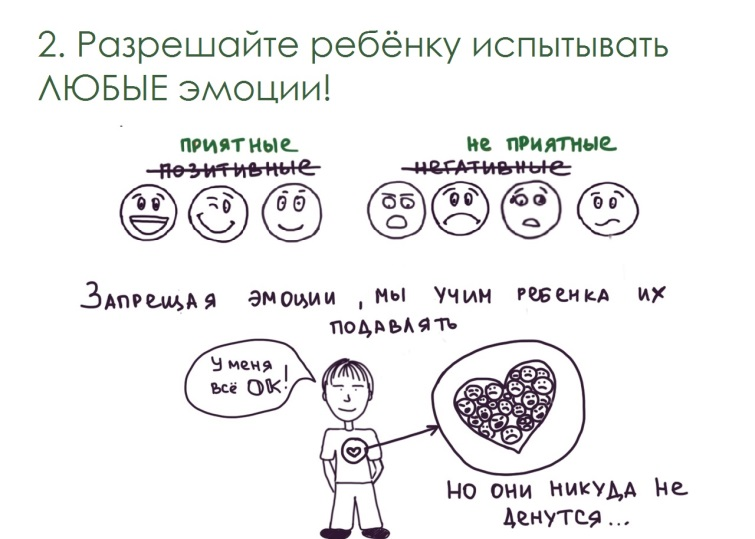 2. Разрешайте ребёнку испытывать
ЛЮБЫЕ эмоции!
приятные
не приятные
позитивные
негативные
Запрещая эмоции, мы учим ребенка их
подавлять
У меня
всё ОК!
но они никуда не
денутся...